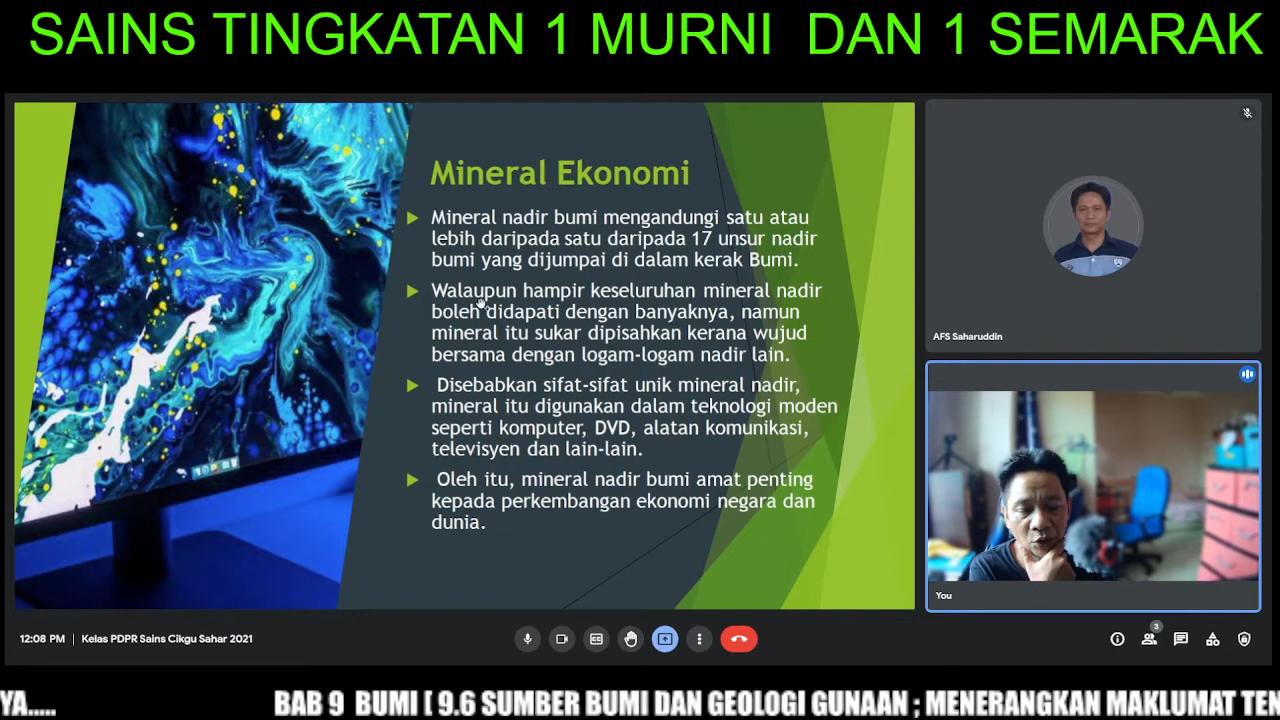 SAINS TINGKATAN 1 MURNI DAN 1 SEMARAK
Mineral Ekonomi
Mineral nadir bumi mengandungi satu atau
lebih daripada satu daripada 17 unsur nadir
bumi yang dijumpai di dalam kerak Bumi.
Walaupun hampir keseluruhan mineral nadir
boleh didapati dengan banyaknya, namun
mineral itu sukar dipisahkan kerana wujud
bersama dengan logam-logam nadir lain.
Disebabkan sifat-sifat unik mineral nadir,
mineral itu digunakan dalam teknologi moden
seperti komputer, DVD, alatan komunikasi,
televisyen dan lain-lain.
Oleh itu, mineral nadir bumi amat penting
kepada perkembangan ekonomi negara dan
dunia.
AFS Saharuddin
You
12:08 PM | Kelas PDPR Sains Cikgu Sahar 2021
3
YA..... BAB 9 BUMI [ 9.6 SUMBER BUMI DAN GEOLOGI GUNAAN ; MENERANGKAN MAKLUMAT TEN